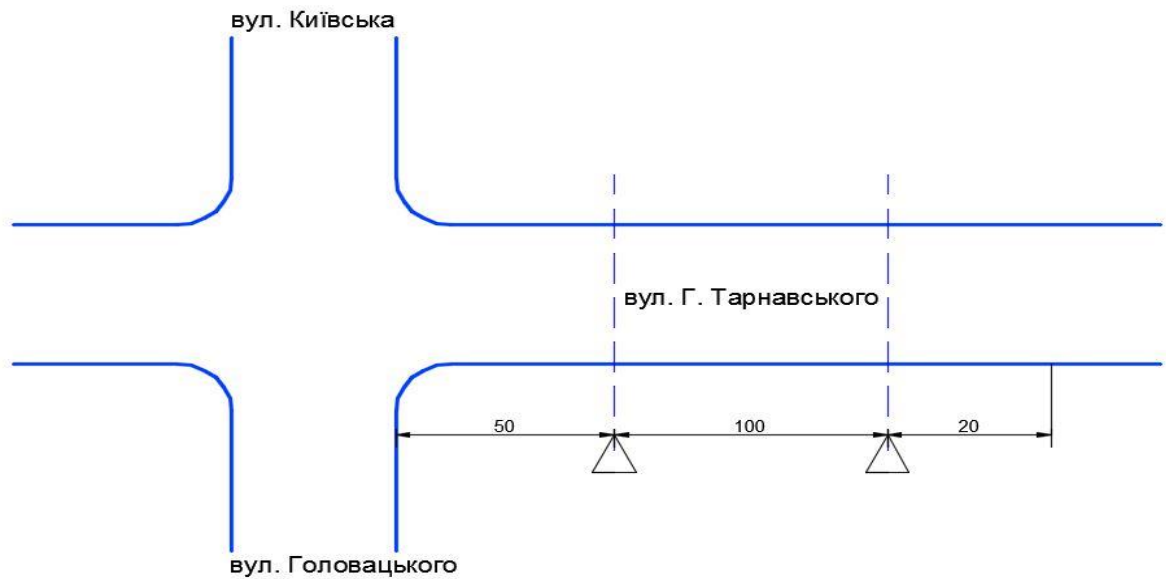 вул. Київська
вул. Г. Тарнавського
50
100
20
вул. Головацького